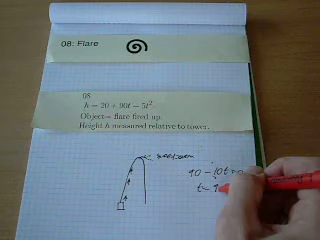 08: Flare
08
h = 20 + 90t − 5t².
Object= flare fired up.
Height h measured relative to tower.
90 − 10t = 0
t = 9